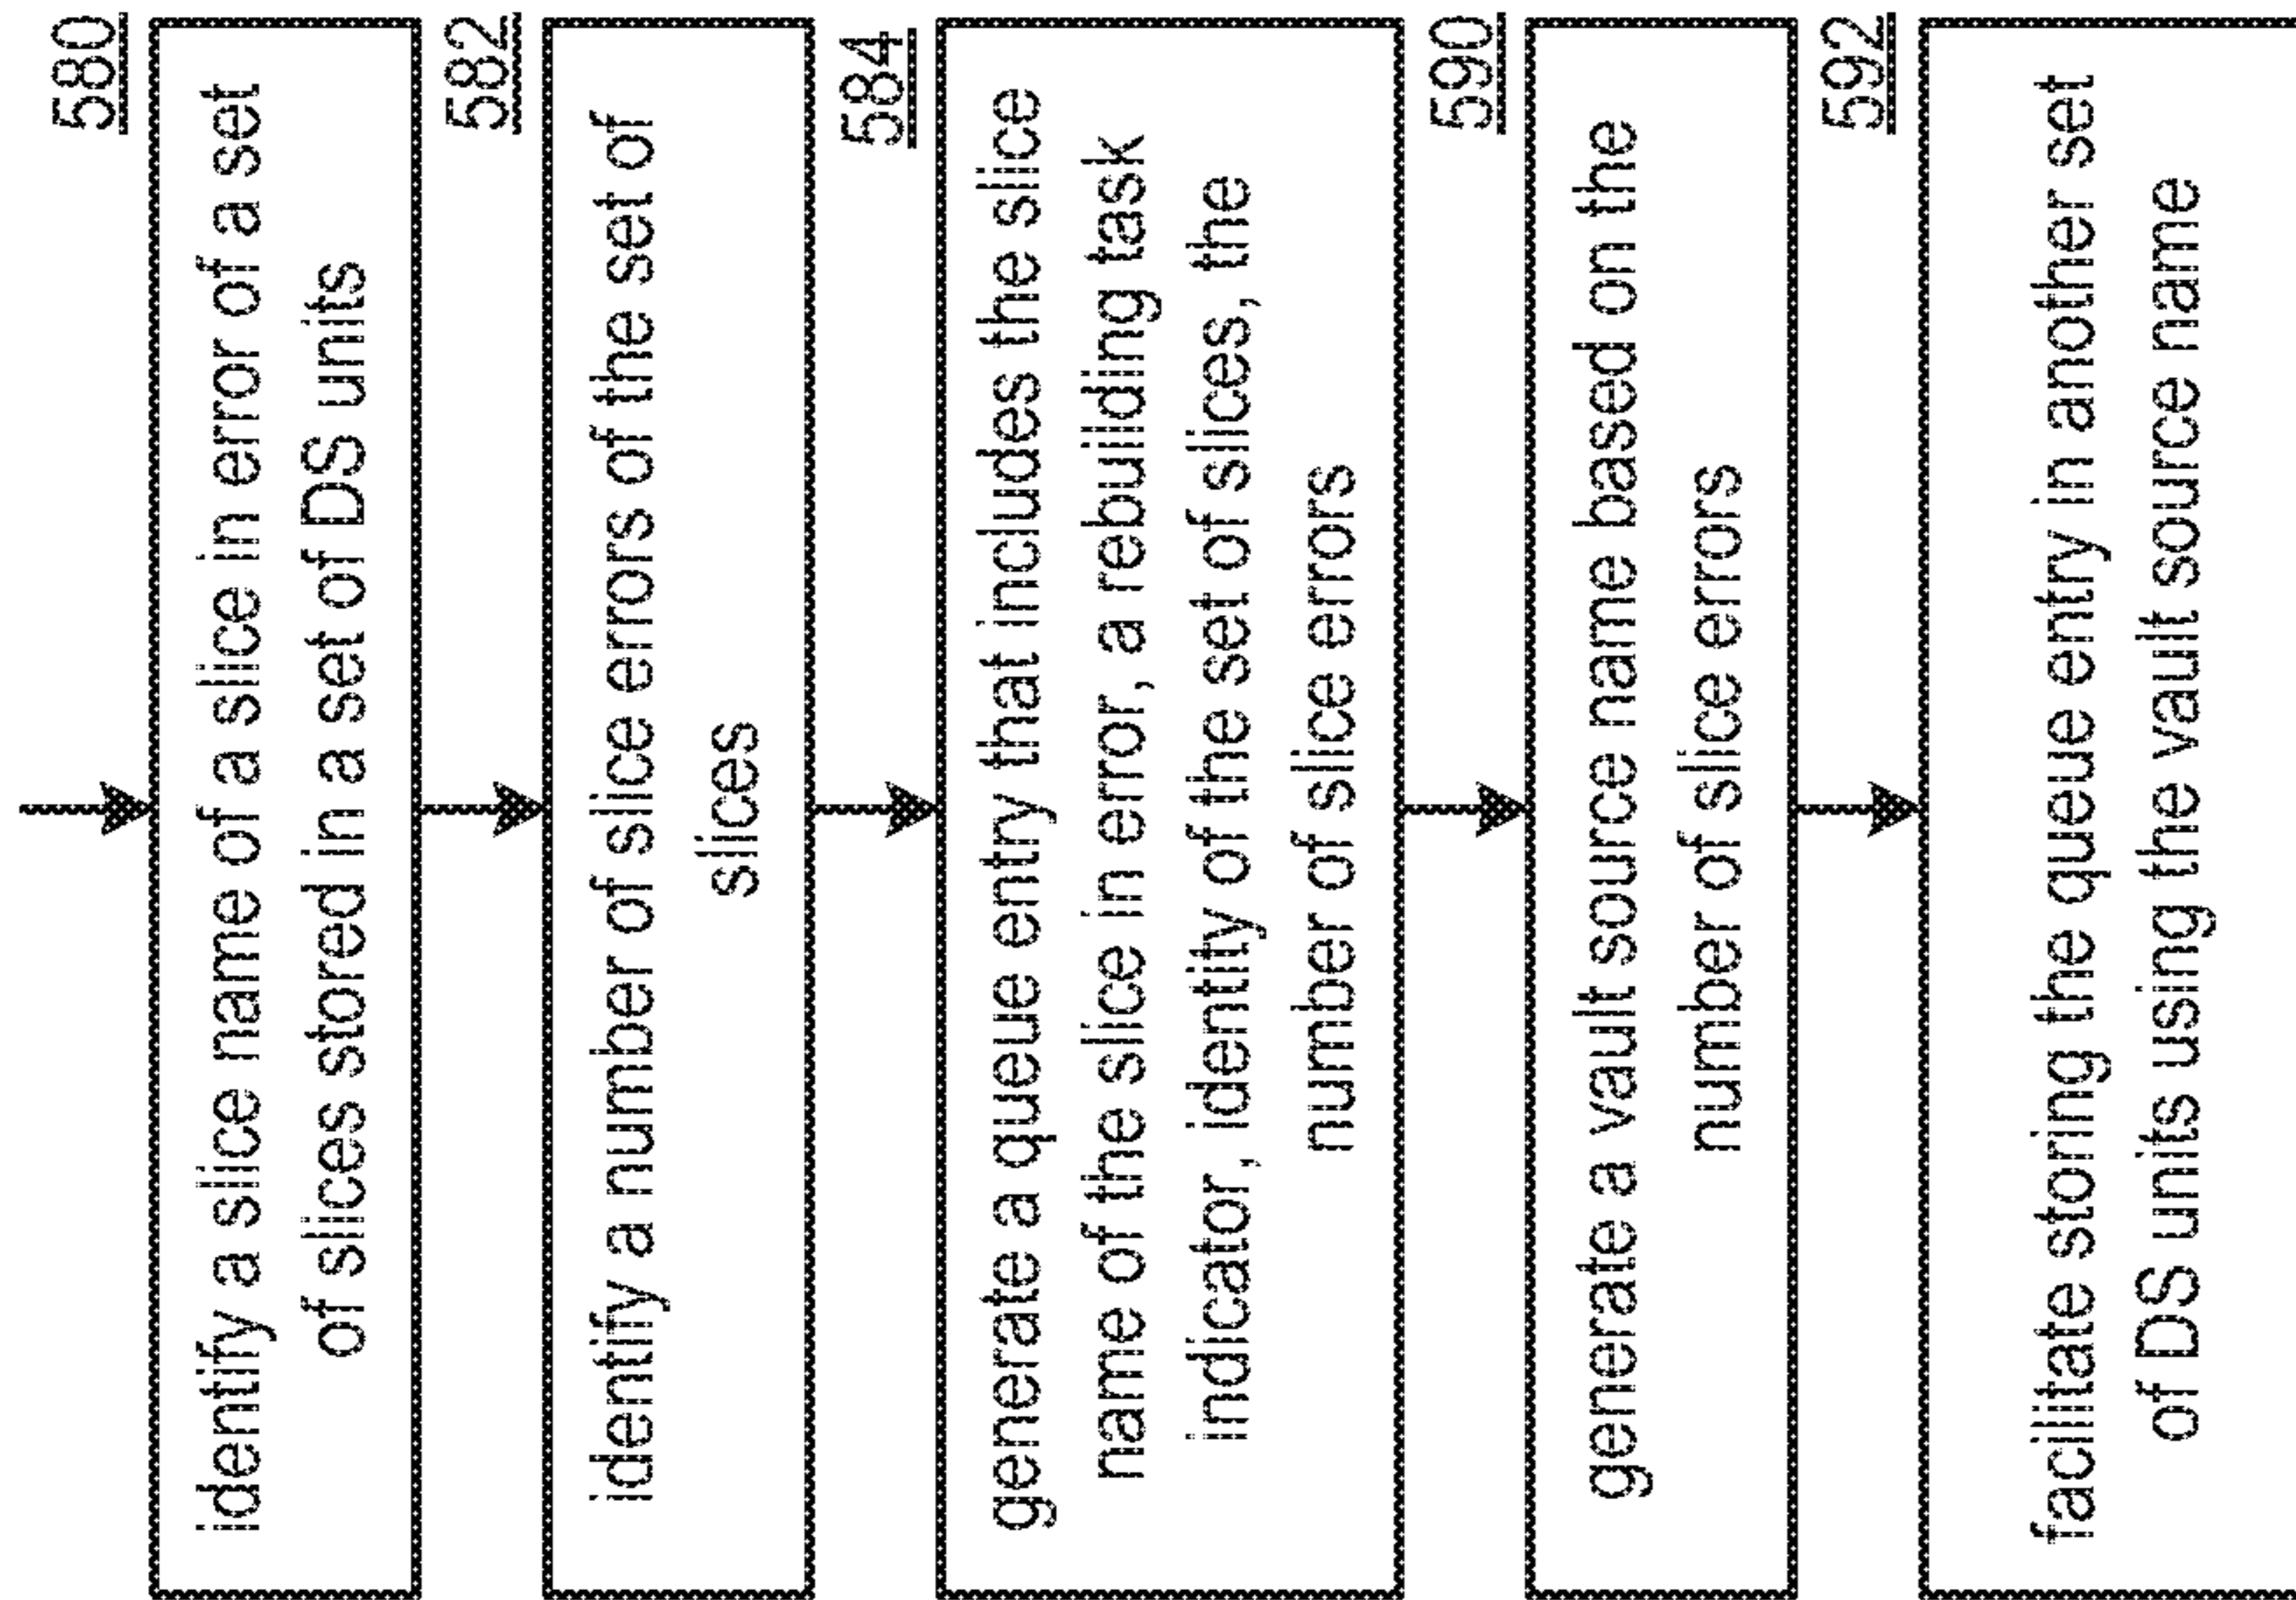 580
identify a slice name of a slice in error of a set
of slices stored in a set of DS units
582
identify a number of slice errors of the set of
slices
584
generate a queue entry that includes the slice
name of the slice in error, a rebuilding task
indicator, identity of the set of slices, the
number of slice errors
590
generate a vault source name based on the
number of slice errors
592
facilitate storing the queue entry in another set
of DS units using the vault source name